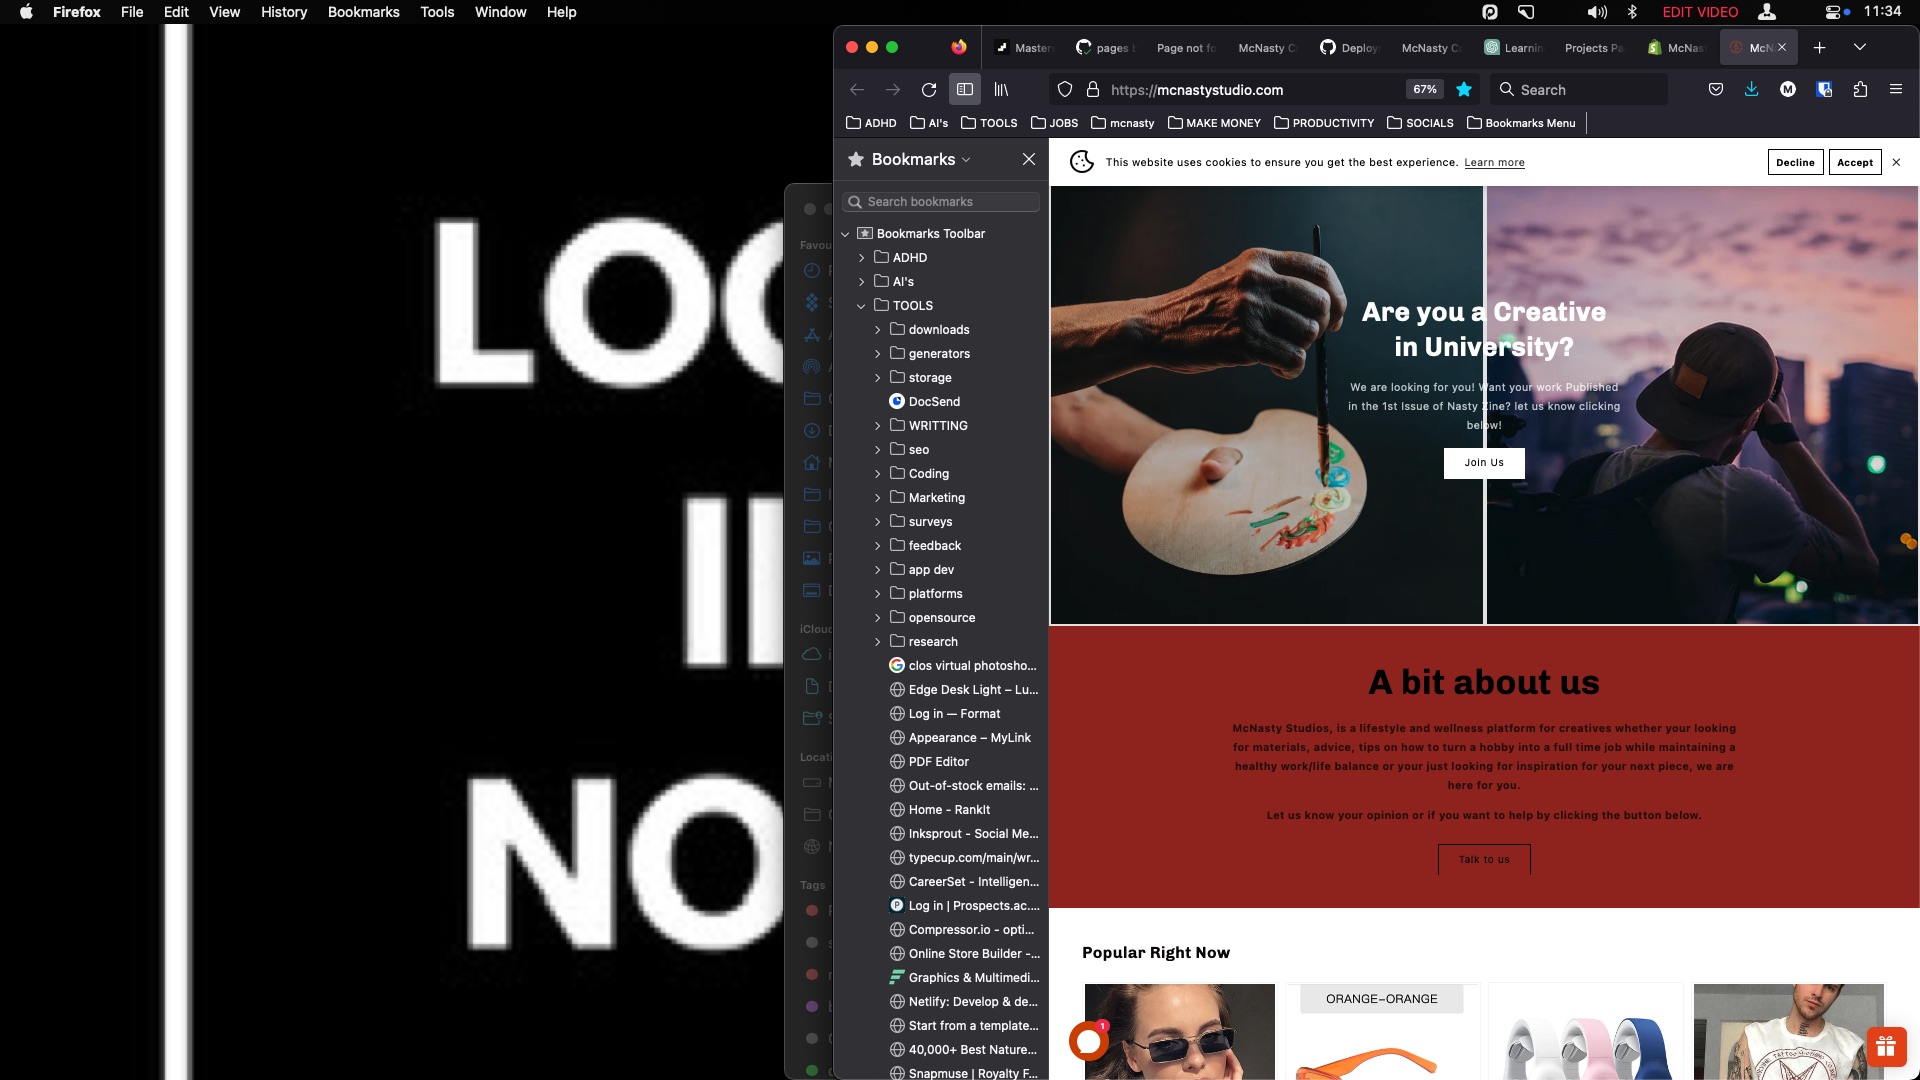 Firefox File Edit View History Bookmarks Tools Window Help
EDIT VIDEO 11:34
LOO
NO
Favou
iCloud
Locati
Tags
Masters pages Page not fo McNasty C Deploy McNasty C Learnin Projects Pa McNas McN
https://mcnastystudio.com 67% Search
ADHD AI's TOOLS JOBS mcnasty MAKE MONEY PRODUCTIVITY SOCIALS Bookmarks Menu
Bookmarks
Search bookmarks
Bookmarks Toolbar
ADHD
AI's
TOOLS
downloads
generators
storage
DocSend
WRITTING
seo
Coding
Marketing
surveys
feedback
app dev
platforms
opensource
research
clos virtual photosho...
Edge Desk Light – Lu...
Log in — Format
Appearance – MyLink
PDF Editor
Out-of-stock emails: ...
Home - RankIt
Inksprout - Social Me...
typecup.com/main/wr...
CareerSet - Intelligen...
Log in | Prospects.ac....
Compressor.io - opti...
Online Store Builder -...
Graphics & Multimedi...
Netlify: Develop & de...
Start from a template...
40,000+ Best Nature...
Snapmuse | Royalty F...
This website uses cookies to ensure you get the best experience. Learn more
Decline Accept
Are you a Creative
in University?
We are looking for you! Want your work Published
in the 1st Issue of Nasty Zine? let us know clicking
below!
Join Us
A bit about us
McNasty Studios, is a lifestyle and wellness platform for creatives whether your looking
for materials, advice, tips on how to turn a hobby into a full time job while maintaining a
healthy work/life balance or your just looking for inspiration for your next piece, we are
here for you.
Let us know your opinion or if you want to help by clicking the button below.
Talk to us
Popular Right Now
ORANGE-ORANGE
1